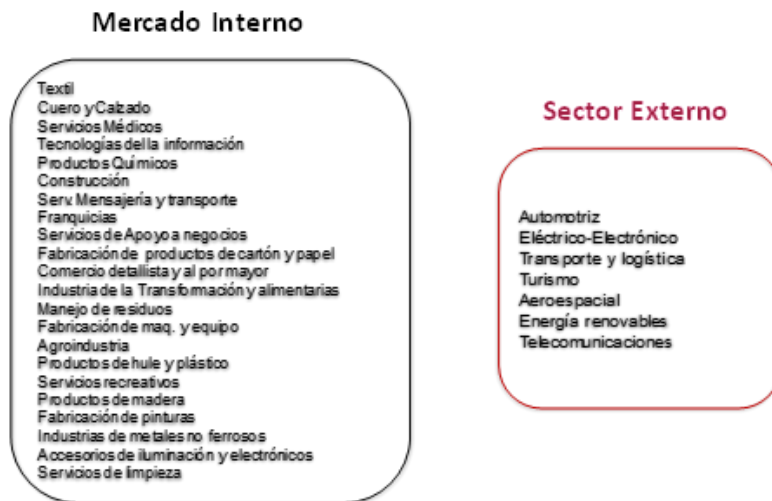 Mercado Interno
Textil
Cuero y Calzado
Servicios Médicos
Tecnologías della información
Productos Químicos
Construcción
Serv. Mensajería y transporte
Franquicias
Servicios de Apoyo a negocios
Fabricación de productos de cartón y papel
Comercio detallista y al por mayor
Industria de la Transformación y alimentarias
Manejo de residuos
Fabricación de maq. y equipo
Agroindustria
Productos de hule y plástico
Servicios recreativos
Productos de madera
Fabricación de pinturas
Industrias de metales no ferrosos
Accesorios de iluminación y electrónicos
Servicios de limpieza
Sector Externo
Automotriz
Eléctrico-Electrónico
Transporte y logística
Turismo
Aeroespacial
Energía renovables
Telecomunicaciones